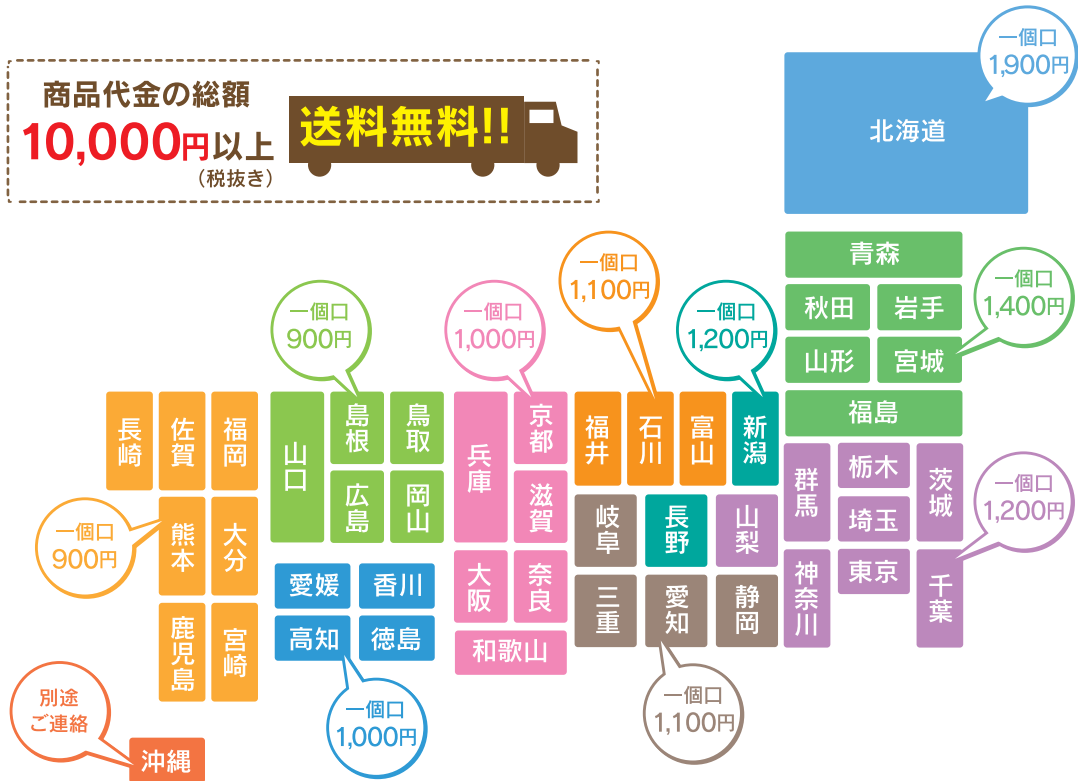 商品代金の総額
10,000円以上
(税抜き)
送料無料!!
一個口
1,900円
北海道
青森
秋田
岩手
山形
宮城
福島
一個口
1,400円
一個口
900円
一個口
1,000円
一個口
1,100円
一個口
1,200円
長崎
佐賀
福岡
熊本
大分
鹿児島
宮崎
一個口
900円
別途
ご連絡
沖縄
山口
島根
鳥取
広島
岡山
愛媛
香川
高知
徳島
一個口
1,000円
兵庫
京都
滋賀
大阪
奈良
和歌山
福井
石川
富山
新潟
岐阜
長野
山梨
三重
愛知
静岡
一個口
1,100円
群馬
栃木
茨城
埼玉
神奈川
東京
千葉
一個口
1,200円